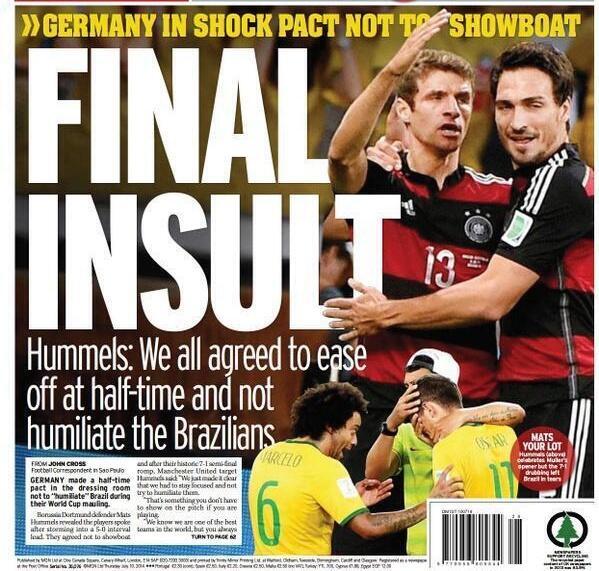 »GERMANY IN SHOCK PACT NOT TO SHOWBOAT
FINAL
INSULT
Hummels: We all agreed to ease
off at half-time and not
humiliate the Brazilians
FROM JOHN CROSS
Football Correspondent in Sao Paulo
GERMANY made a half-time
pact in the dressing room
not to "humiliate" Brazil during
their World Cup mauling.
Borussia Dortmund defender Mats
Hummels revealed the players spoke
after storming into a 5-0 interval
lead. They agreed not to showboat
and after their historic 7-1 semi-final
romp, Manchester United target
Hummels said: "We just made it clear
that we had to stay focused and not
try to humiliate them.
"That's something you don't have
to show on the pitch if you are
playing.
"We know we are one of the best
teams in the world, but you always
TURN TO PAGE 62
13
MARCELO
6
OSCAR
11
MATS
YOUR LOT
Hummels (above)
celebrates Muller's
opener but the 7-1
drubbing left
Brazil in tears
NEWSPAPERS
SUPPORT RECYCLING